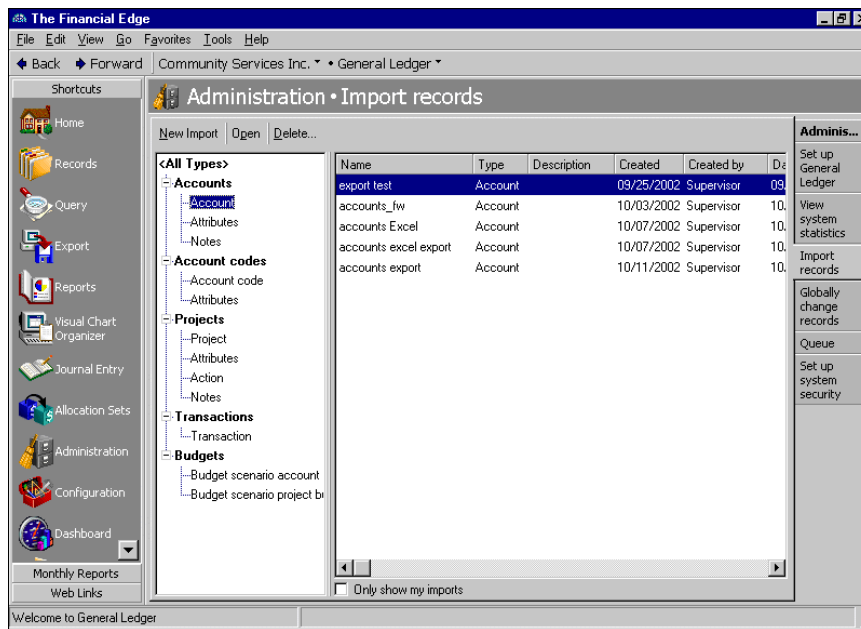 The Financial Edge
File Edit View Go Favorites Tools Help
Back Forward Community Services Inc. • General Ledger
Shortcuts
Home
Records
Query
Export
Reports
Visual Chart
Organizer
Journal Entry
Allocation Sets
Administration
Configuration
Dashboard
Monthly Reports
Web Links
Administration • Import records
New Import Open Delete...
<All Types>
Accounts
Account
Attributes
Notes
Account codes
Account code
Attributes
Projects
Project
Attributes
Action
Notes
Transactions
Transaction
Budgets
Budget scenario account
Budget scenario project bu
Name Type Description Created Created by Da
export test Account 09/25/2002 Supervisor 09.
accounts_fw Account 10/03/2002 Supervisor 10.
accounts Excel Account 10/07/2002 Supervisor 10.
accounts excel export Account 10/07/2002 Supervisor 10.
accounts export Account 10/11/2002 Supervisor 10.
Only show my imports
Adminis...
Set up
General
Ledger
View
system
statistics
Import
records
Globally
change
records
Queue
Set up
system
security
Welcome to General Ledger